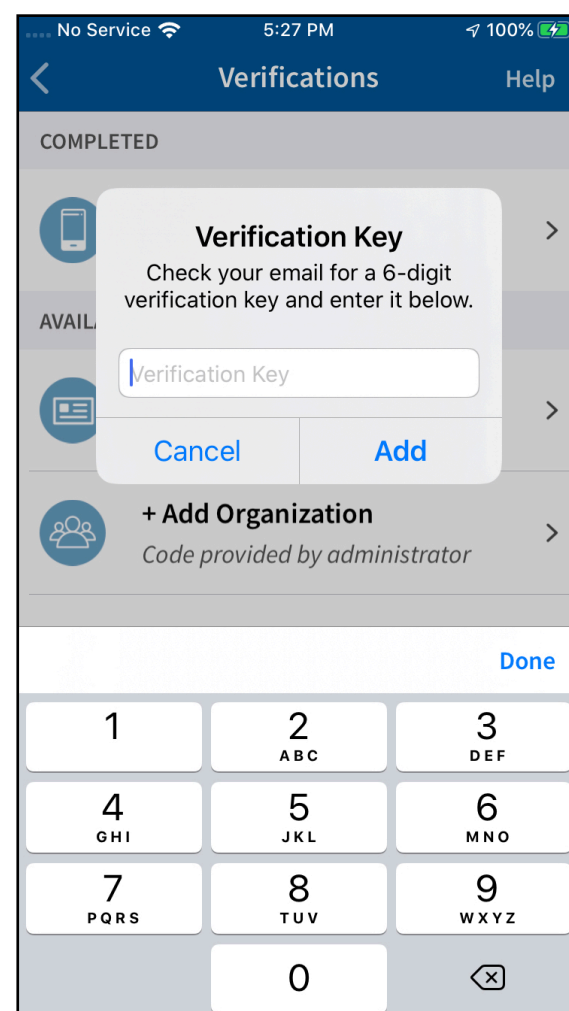 No Service 5:27 PM 100%
Verifications Help
COMPLETED
Verification Key
Check your email for a 6-digit
verification key and enter it below.
AVAIL
Verification Key
Cancel Add
+ Add Organization
Code provided by administrator
Done
1 2 3
ABC DEF
4 5 6
GHI JKL MNO
7 8 9
PQRS TUV WXYZ
0